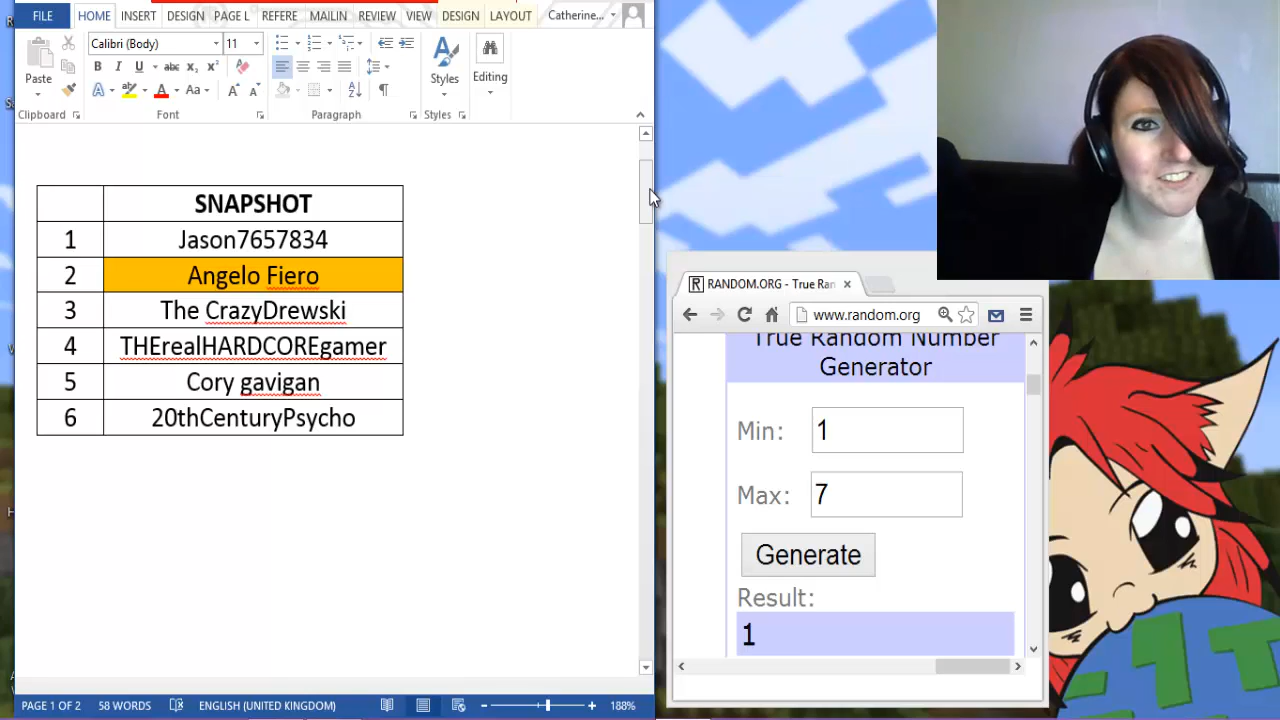 FILE HOME INSERT DESIGN PAGE L REFERE MAILIN REVIEW VIEW DESIGN LAYOUT Catherine...
Calibri (Body) 11
Paste
Styles
Editing
Clipboard Font Paragraph Styles
SNAPSHOT
1 Jason7657834
2 Angelo Fiero
3 The CrazyDrewski
4 THErealHARDCOREgamer
5 Cory gavigan
6 20thCenturyPsycho
PAGE 1 OF 2 58 WORDS ENGLISH (UNITED KINGDOM) 188%
RANDOM.ORG - True Ran
www.random.org
True Random Number
Generator
Min: 1
Max: 7
Generate
Result:
1